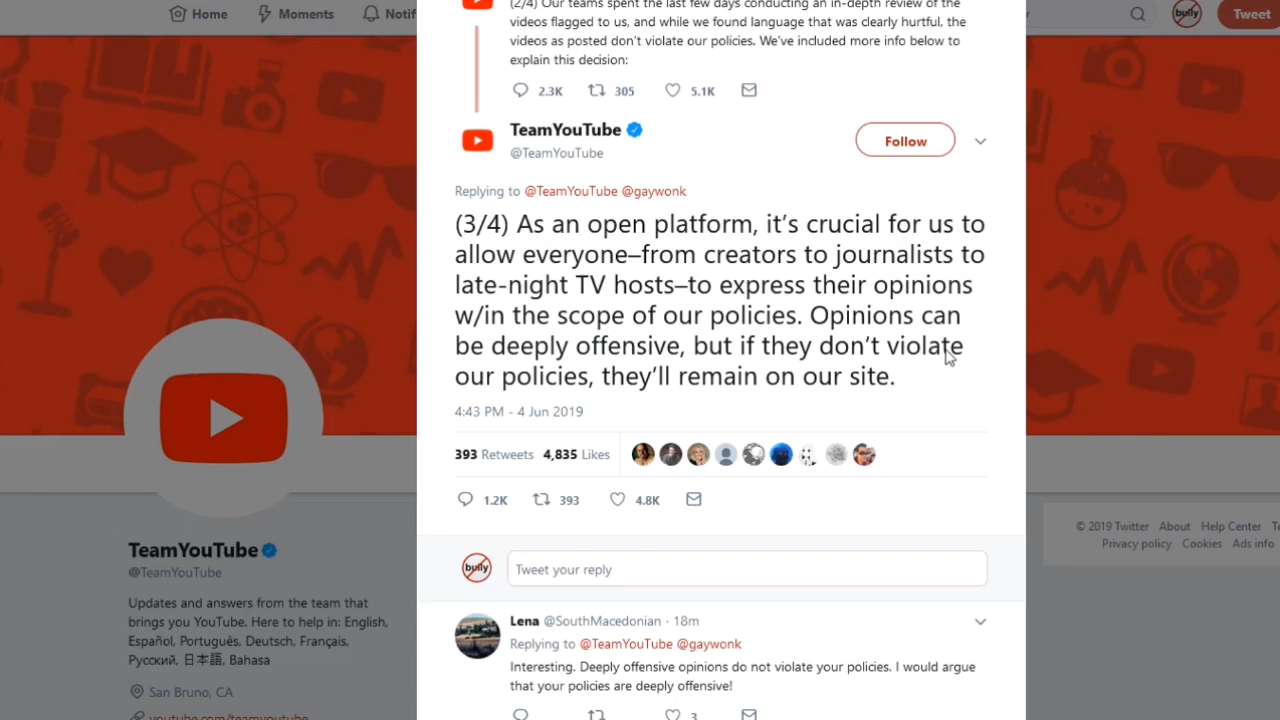 Home Moments Notif
bully
Tweet
(2/4) Our teams spent the last few days conducting an in-depth review of the
videos flagged to us, and while we found language that was clearly hurtful, the
videos as posted don't violate our policies. We've included more info below to
explain this decision:
2.3K 305 5.1K
TeamYouTube
@TeamYouTube
Follow
Replying to @TeamYouTube @gaywonk
(3/4) As an open platform, it's crucial for us to
allow everyone–from creators to journalists to
late-night TV hosts–to express their opinions
w/in the scope of our policies. Opinions can
be deeply offensive, but if they don't violate
our policies, they'll remain on our site.
4:43 PM - 4 Jun 2019
393 Retweets 4,835 Likes
1.2K 393 4.8K
bully
Tweet your reply
Lena @SouthMacedonian · 18m
Replying to @TeamYouTube @gaywonk
Interesting. Deeply offensive opinions do not violate your policies. I would argue
that your policies are deeply offensive!
3
TeamYouTube
@TeamYouTube
Updates and answers from the team that
brings you YouTube. Here to help in: English,
Español, Português, Deutsch, Français,
Русский, 日本語, Bahasa
San Bruno, CA
youtube.com/teamyoutube
© 2019 Twitter About Help Center Te
Privacy policy Cookies Ads info